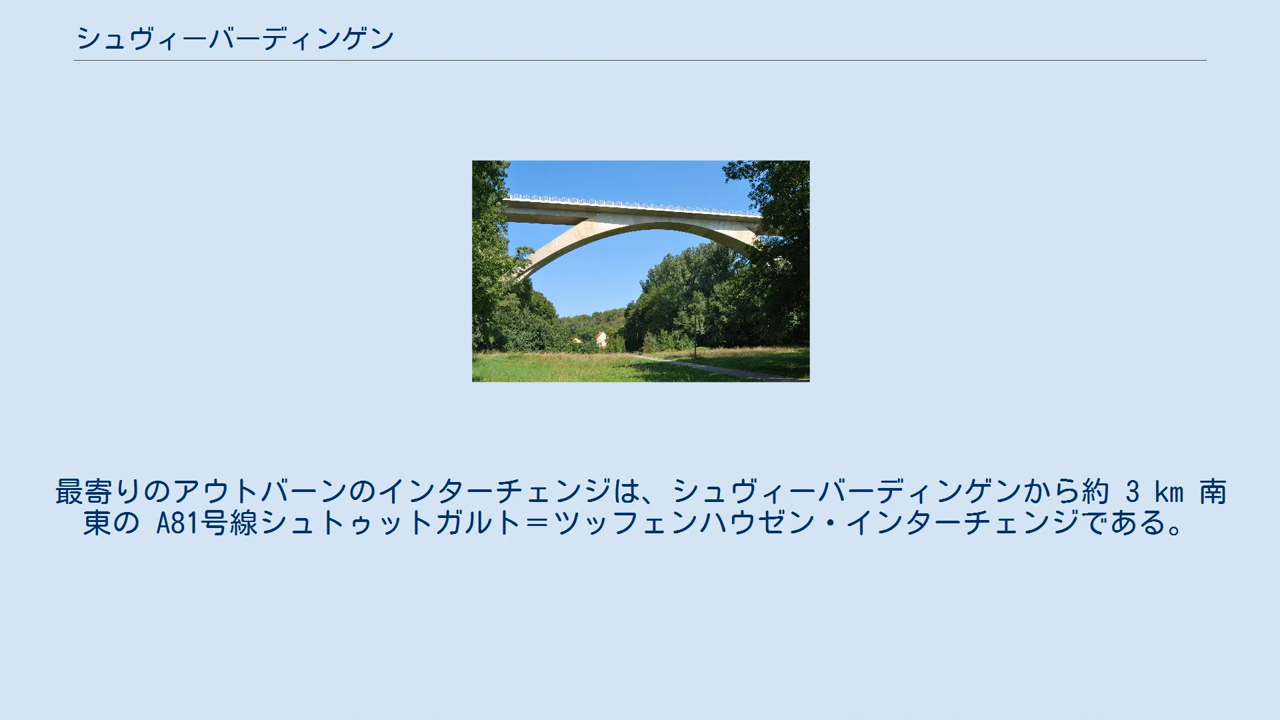 シュヴィーバーディンゲン
最寄りのアウトバーンのインターチェンジは、シュヴィーバーディンゲンから約 3 km 南
東の A81号線シュトゥットガルト＝ツッフェンハウゼン・インターチェンジである。